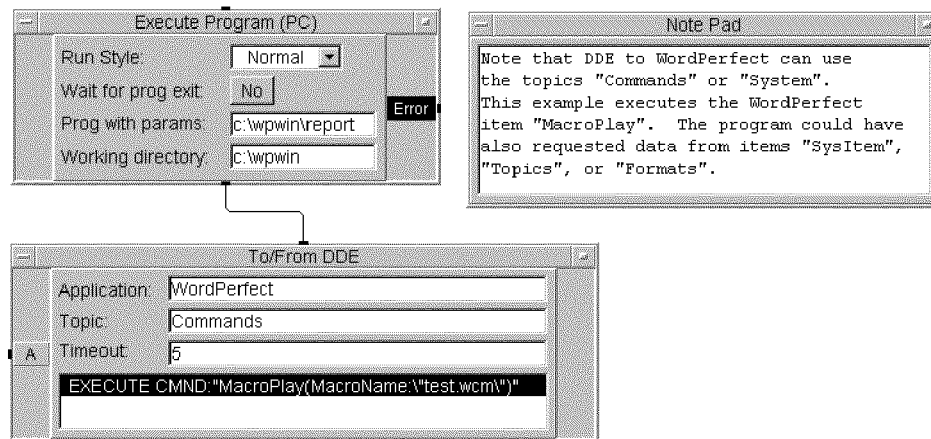 Execute Program (PC)
Run Style: Normal
Wait for prog exit: No
Prog with params: c:\wpwin\report
Working directory: c:\wpwin
Error
Note Pad
Note that DDE to WordPerfect can use
the topics "Commands" or "System".
This example executes the WordPerfect
item "MacroPlay".  The program could have
also requested data from items "SysItem",
"Topics", or "Formats".
To/From DDE
Application: WordPerfect
Topic: Commands
Timeout: 5
A
EXECUTE CMND:"MacroPlay(MacroName:\"test.wcm\")"